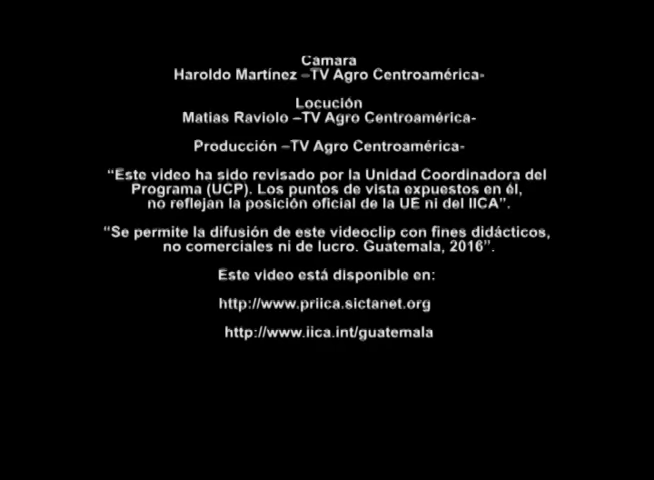 Cámara
Haroldo Martínez –TV Agro Centroamérica-
Locución
Matias Raviolo –TV Agro Centroamérica-
Producción –TV Agro Centroamérica-
“Este video ha sido revisado por la Unidad Coordinadora del
Programa (UCP). Los puntos de vista expuestos en él,
no reflejan la posición oficial de la UE ni del IICA”.
“Se permite la difusión de este videoclip con fines didácticos,
no comerciales ni de lucro. Guatemala, 2016”.
Este video está disponible en:
http://www.priica.sictanet.org
http://www.iica.int/guatemala